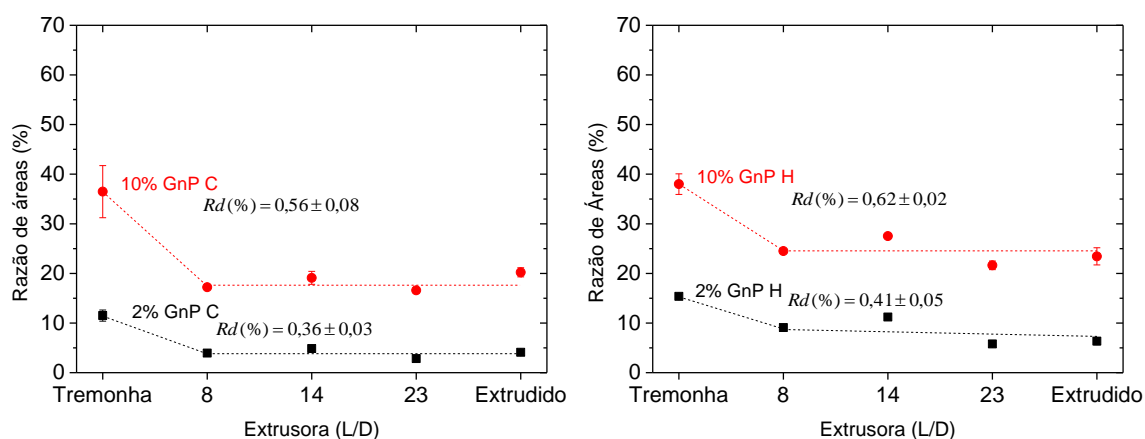 70
60
50
40
30
20
10
0
Razão de áreas (%)
10% GnP C
Rd(%) = 0,56 ± 0,08
2% GnP C
Rd(%) = 0,36 ± 0,03
Tremonha 8 14 23 Extrudido
Extrusora (L/D)
70
60
50
40
30
20
10
0
Razão de Áreas (%)
10% GnP H
Rd(%) = 0,62 ± 0,02
2% GnP H
Rd(%) = 0,41 ± 0,05
Tremonha 8 14 23 Extrudido
Extrusora (L/D)